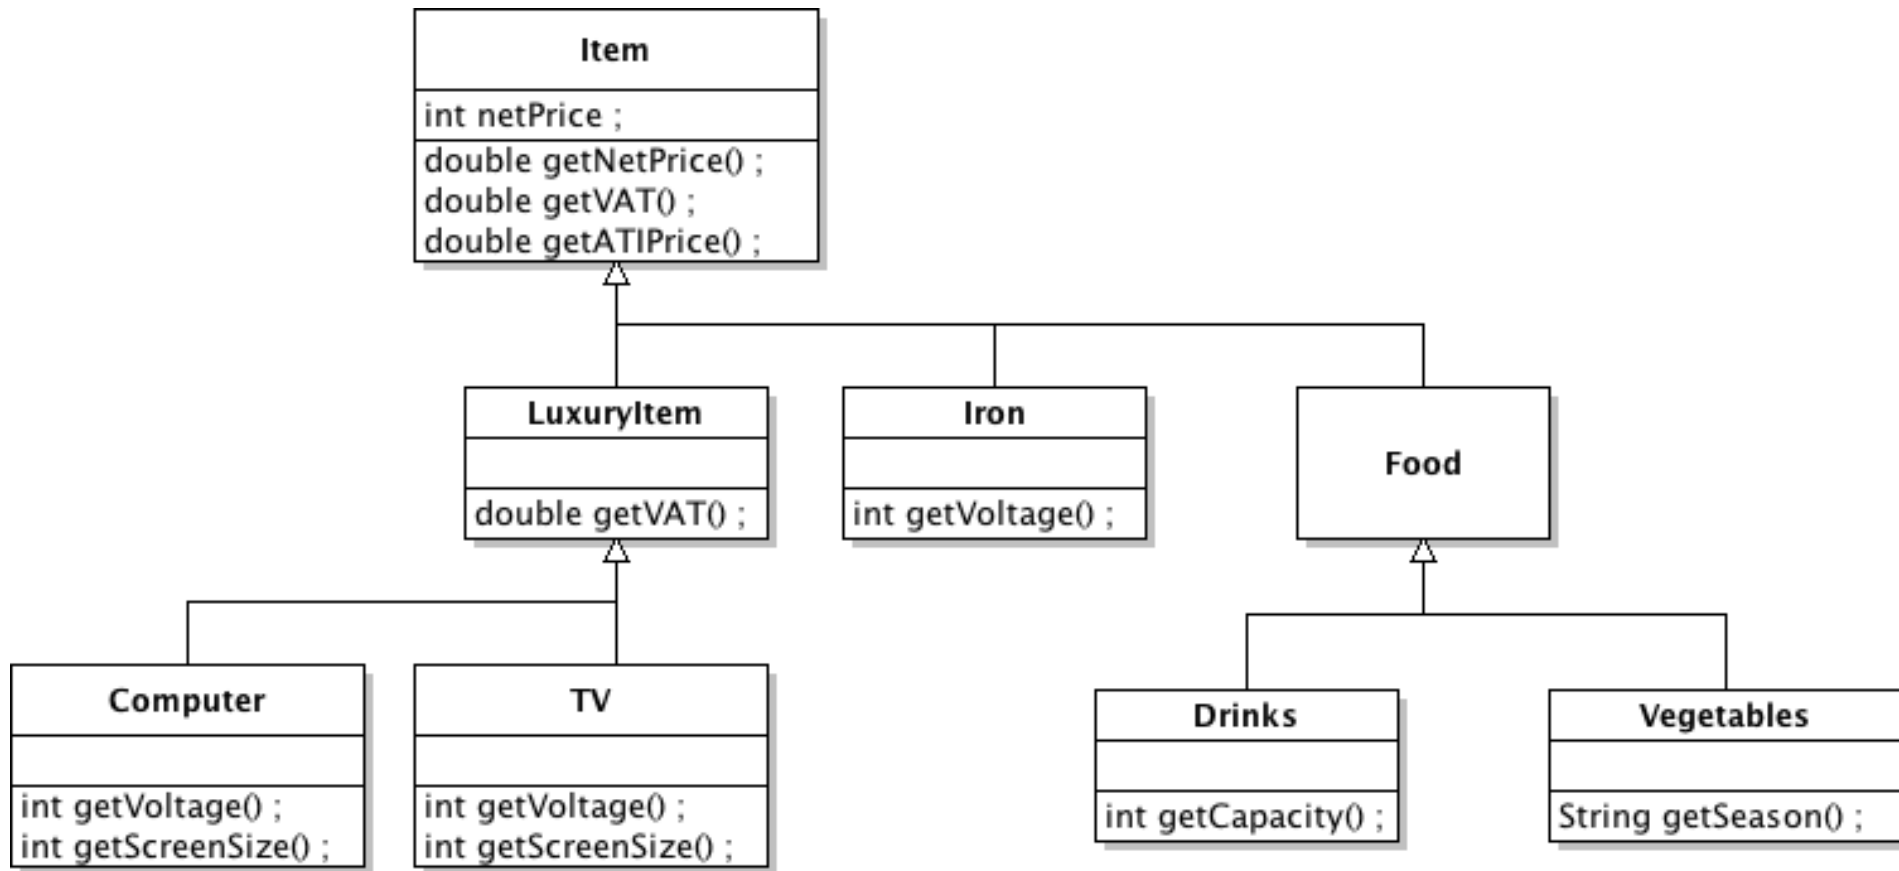 Item
int netPrice ;
double getNetPrice() ;
double getVAT() ;
double getATIPrice() ;
LuxuryItem
double getVAT() ;
Iron
int getVoltage() ;
Food
Computer
int getVoltage() ;
int getScreenSize() ;
TV
int getVoltage() ;
int getScreenSize() ;
Drinks
int getCapacity() ;
Vegetables
String getSeason() ;